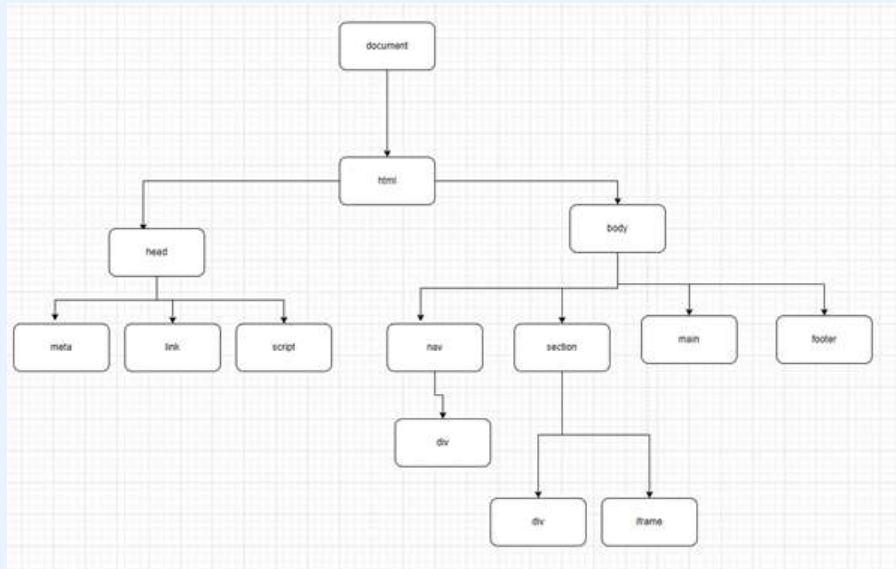 document
html
body
head
meta
link
script
nav
section
main
footer
div
div
iframe